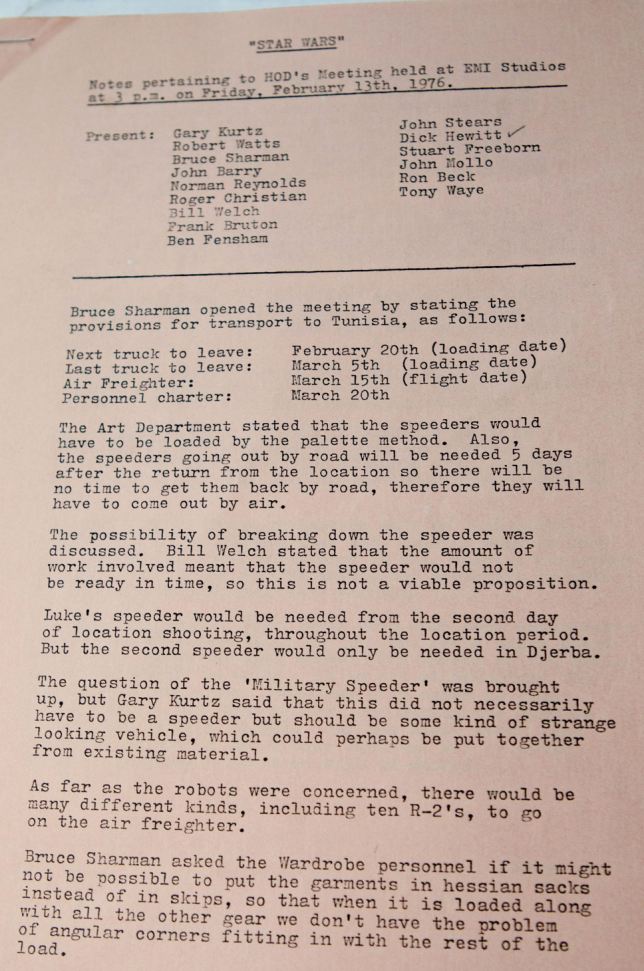 "STAR WARS"
Notes pertaining to HOD's Meeting held at EMI Studios
at 3 p.m. on Friday, February 13th, 1976.
Present: Gary Kurtz
Robert Watts
Bruce Sharman
John Barry
Norman Reynolds
Roger Christian
Bill Welch
Frank Bruton
Ben Fensham
John Stears
Dick Hewitt ✓
Stuart Freeborn
John Mollo
Ron Beck
Tony Waye
Bruce Sharman opened the meeting by stating the
provisions for transport to Tunisia, as follows:
Next truck to leave: February 20th (loading date)
Last truck to leave: March 5th (loading date)
Air Freighter: March 15th (flight date)
Personnel charter: March 20th
The Art Department stated that the speeders would
have to be loaded by the palette method. Also,
the speeders going out by road will be needed 5 days
after the return from the location so there will be
no time to get them back by road, therefore they will
have to come out by air.
The possibility of breaking down the speeder was
discussed. Bill Welch stated that the amount of
work involved meant that the speeder would not
be ready in time, so this is not a viable proposition.
Luke's speeder would be needed from the second day
of location shooting, throughout the location period.
But the second speeder would only be needed in Djerba.
The question of the 'Military Speeder' was brought
up, but Gary Kurtz said that this did not necessarily
have to be a speeder but should be some kind of strange
looking vehicle, which could perhaps be put together
from existing material.
As far as the robots were concerned, there would be
many different kinds, including ten R-2's, to go
on the air freighter.
Bruce Sharman asked the Wardrobe personnel if it might
not be possible to put the garments in hessian sacks
instead of in skips, so that when it is loaded along
with all the other gear we don't have the problem
of angular corners fitting in with the rest of the
load.